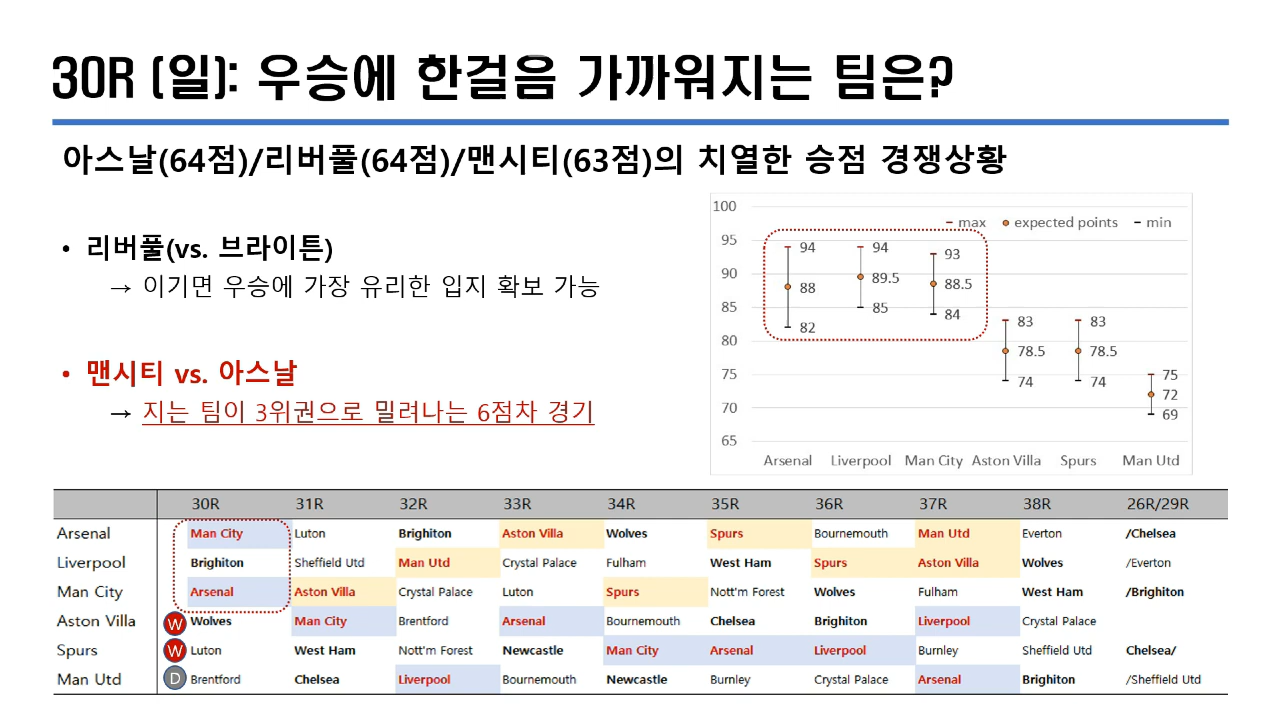 30R (일): 우승에 한걸음 가까워지는 팀은?
아스날(64점)/리버풀(64점)/맨시티(63점)의 치열한 승점 경쟁상황
• 리버풀(vs. 브라이튼)
→ 이기면 우승에 가장 유리한 입지 확보 가능
• 맨시티 vs. 아스날
→ 지는 팀이 3위권으로 밀려나는 6점차 경기
100
95
90
85
80
75
70
65
max expected points min
94 94 93
88 89.5 88.5
82 85 84
83 83
78.5 78.5
74 74
75
72
69
Arsenal Liverpool Man City Aston Villa Spurs Man Utd
30R 31R 32R 33R 34R 35R 36R 37R 38R 26R/29R
Arsenal Man City Luton Brighton Aston Villa Wolves Spurs Bournemouth Man Utd Everton /Chelsea
Liverpool Brighton Sheffield Utd Man Utd Crystal Palace Fulham West Ham Spurs Aston Villa Wolves /Everton
Man City Arsenal Aston Villa Crystal Palace Luton Spurs Nott'm Forest Wolves Fulham West Ham /Brighton
Aston Villa W Wolves Man City Brentford Arsenal Bournemouth Chelsea Brighton Liverpool Crystal Palace
Spurs W Luton West Ham Nott'm Forest Newcastle Man City Arsenal Liverpool Burnley Sheffield Utd Chelsea/
Man Utd D Brentford Chelsea Liverpool Bournemouth Newcastle Burnley Crystal Palace Arsenal Brighton /Sheffield Utd